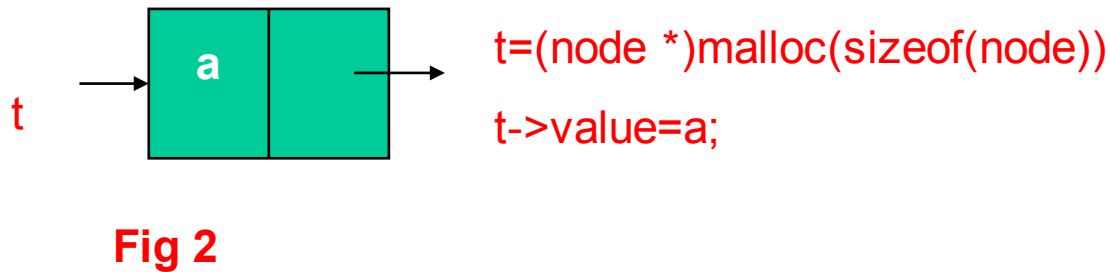 t
a
t=(node *)malloc(sizeof(node))
t->value=a;
Fig 2